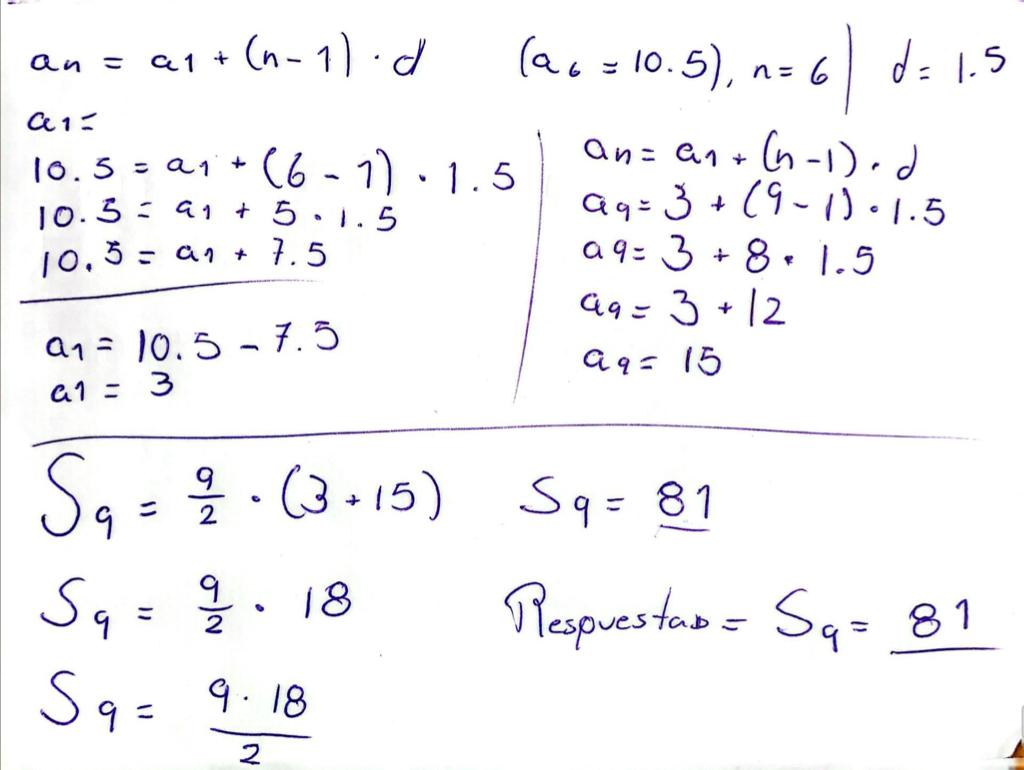 an = a1 + (n-1) · d (a6 = 10.5), n = 6 | d = 1.5
a1 =
10.5 = a1 + (6 - 1) · 1.5
10.5 = a1 + 5 · 1.5
10.5 = a1 + 7.5
a1 = 10.5 - 7.5
a1 = 3
an = a1 + (n-1) · d
a9 = 3 + (9-1) · 1.5
a9 = 3 + 8 · 1.5
a9 = 3 + 12
a9 = 15
S9 = 9/2 · (3+15) S9 = 81
S9 = 9/2 · 18
S9 = 9 · 18 / 2
Respuestas = S9 = 81